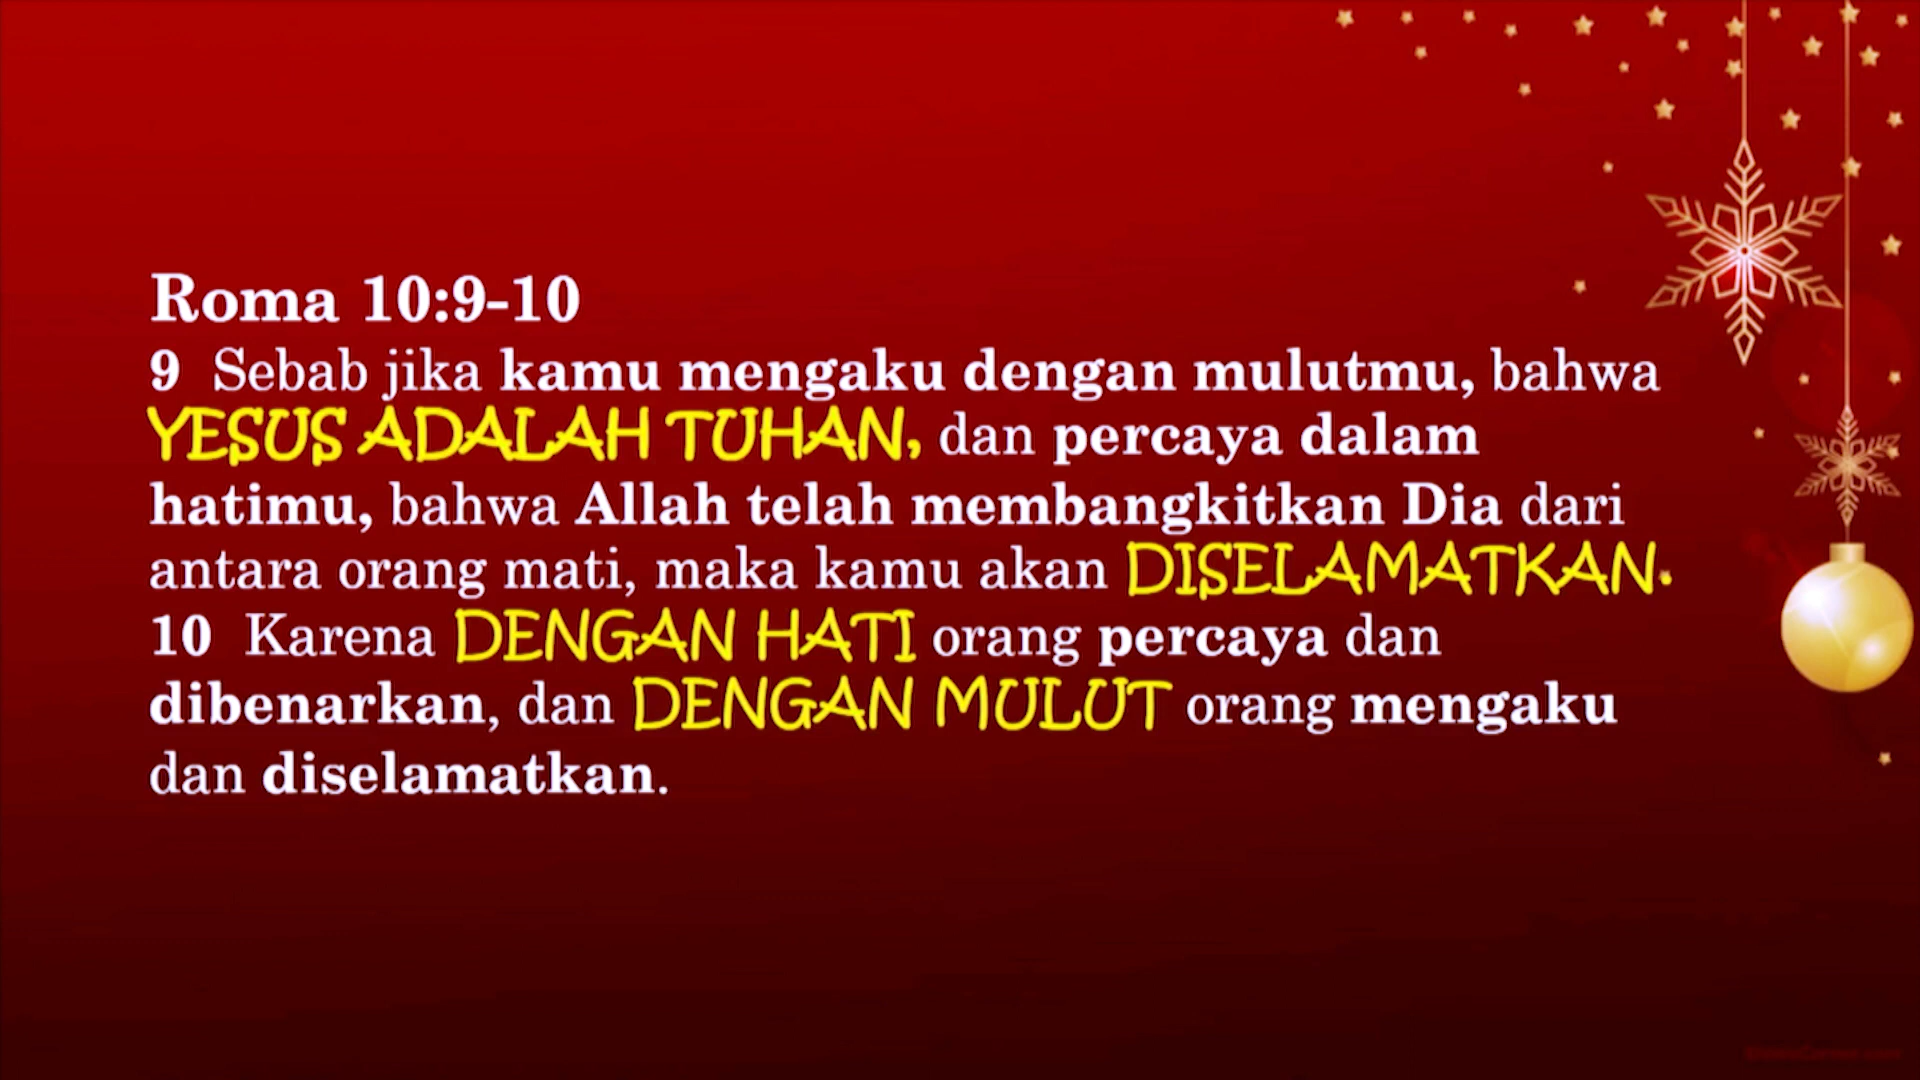 Roma 10:9-10
9 Sebab jika kamu mengaku dengan mulutmu, bahwa
YESUS ADALAH TUHAN, dan percaya dalam
hatimu, bahwa Allah telah membangkitkan Dia dari
antara orang mati, maka kamu akan DISELAMATKAN.
10 Karena DENGAN HATI orang percaya dan
dibenarkan, dan DENGAN MULUT orang mengaku
dan diselamatkan.